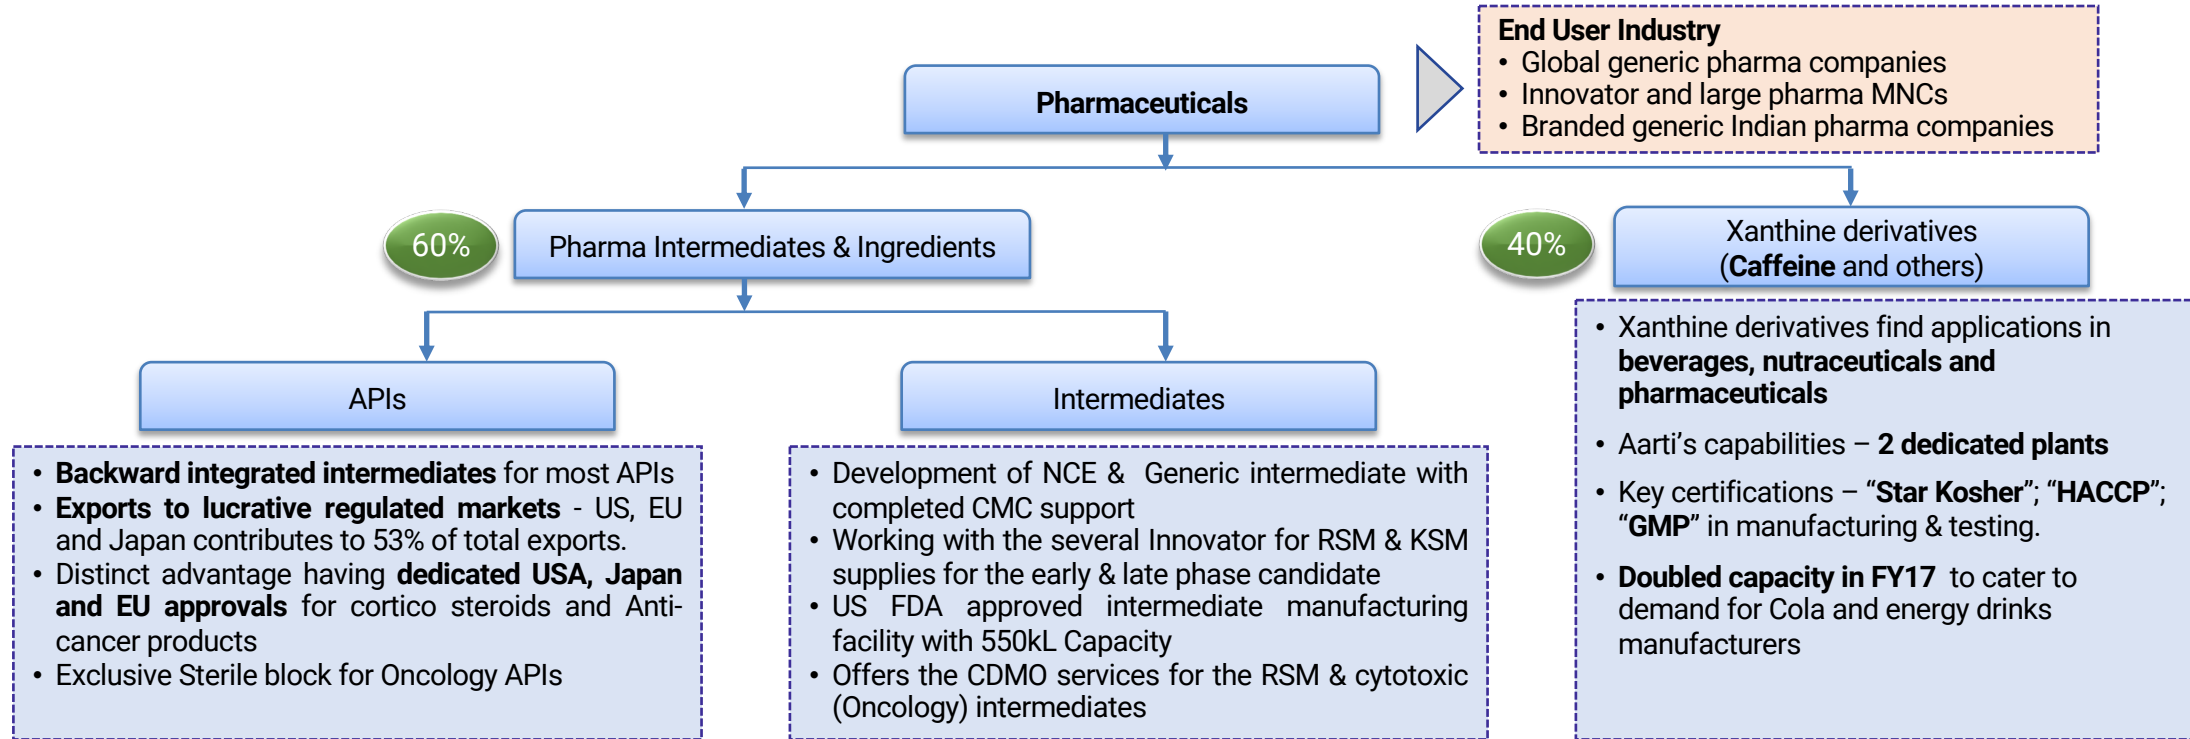 End User Industry
• Global generic pharma companies
• Innovator and large pharma MNCs
• Branded generic Indian pharma companies
Pharmaceuticals
60%
Pharma Intermediates & Ingredients
40%
Xanthine derivatives
(Caffeine and others)
APIs
• Backward integrated intermediates for most APIs
• Exports to lucrative regulated markets - US, EU
and Japan contributes to 53% of total exports.
• Distinct advantage having dedicated USA, Japan
and EU approvals for cortico steroids and Anti-
cancer products
• Exclusive Sterile block for Oncology APIs
Intermediates
• Development of NCE & Generic intermediate with
completed CMC support
• Working with the several Innovator for RSM & KSM
supplies for the early & late phase candidate
• US FDA approved intermediate manufacturing
facility with 550kL Capacity
• Offers the CDMO services for the RSM & cytotoxic
(Oncology) intermediates
• Xanthine derivatives find applications in
beverages, nutraceuticals and
pharmaceuticals
• Aarti’s capabilities – 2 dedicated plants
• Key certifications – “Star Kosher”; “HACCP”;
“GMP” in manufacturing & testing.
• Doubled capacity in FY17 to cater to
demand for Cola and energy drinks
manufacturers